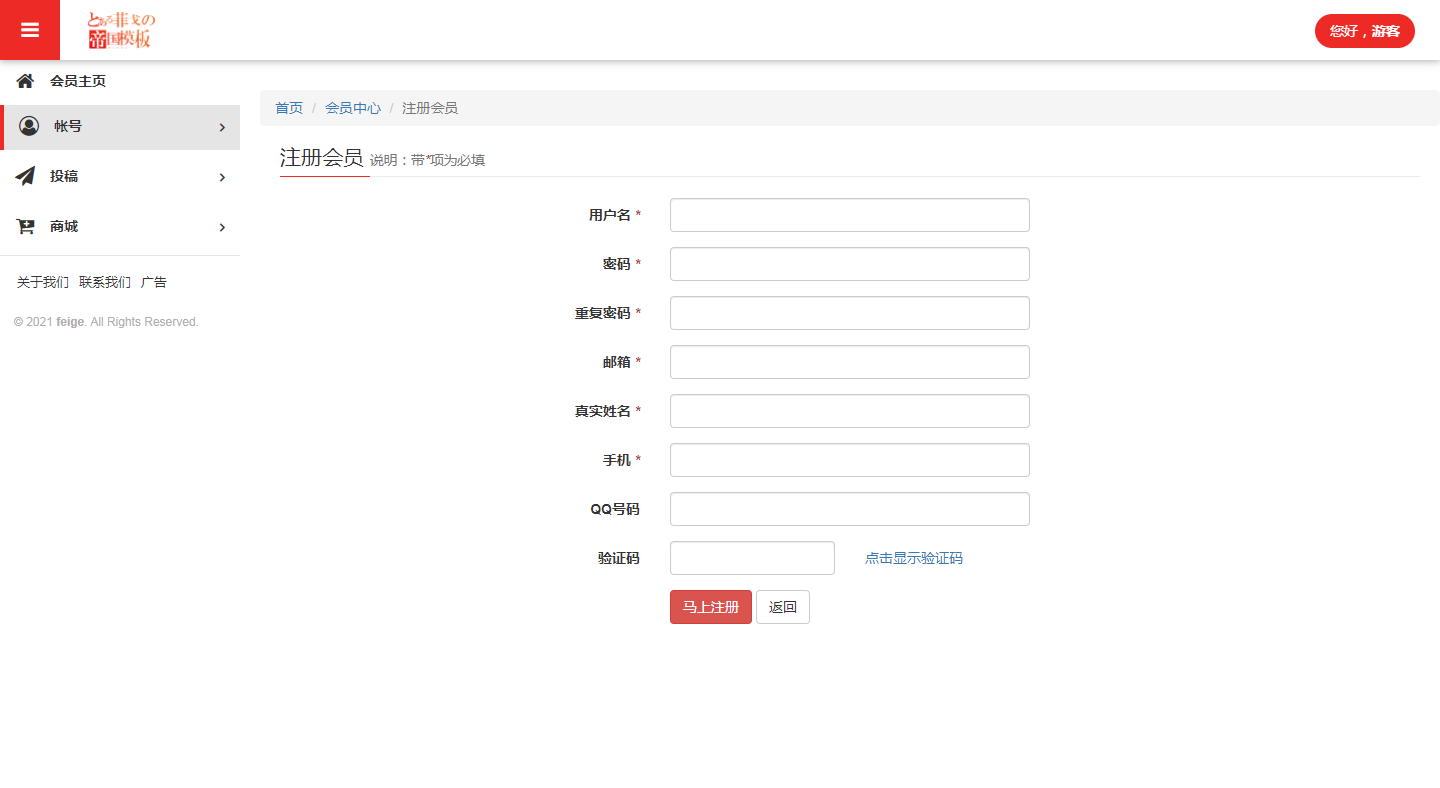 とある菲戈の
帝国模板
您好，游客
会员主页
帐号
投稿
商城
关于我们 联系我们 广告
© 2021 feige. All Rights Reserved.
首页 / 会员中心 / 注册会员
注册会员 说明：带*项为必填
用户名 *
密码 *
重复密码 *
邮箱 *
真实姓名 *
手机 *
QQ号码
验证码 点击显示验证码
马上注册 返回